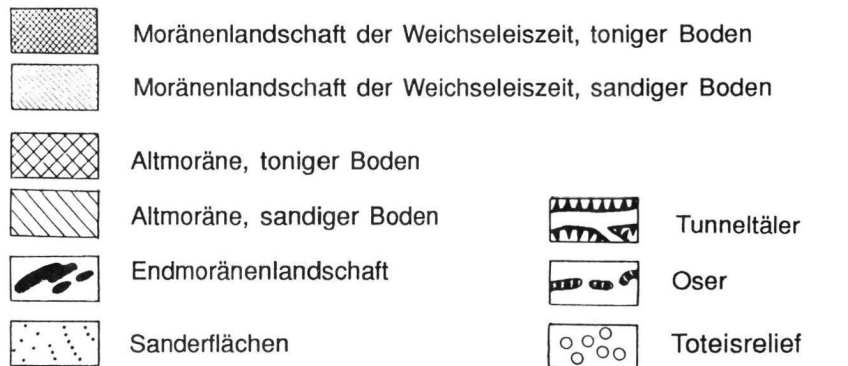 Moränenlandschaft der Weichseleiszeit, toniger Boden
Moränenlandschaft der Weichseleiszeit, sandiger Boden
Altmoräne, toniger Boden
Altmoräne, sandiger Boden
Endmoränenlandschaft
Sanderflächen
Tunneltäler
Oser
Toteisrelief